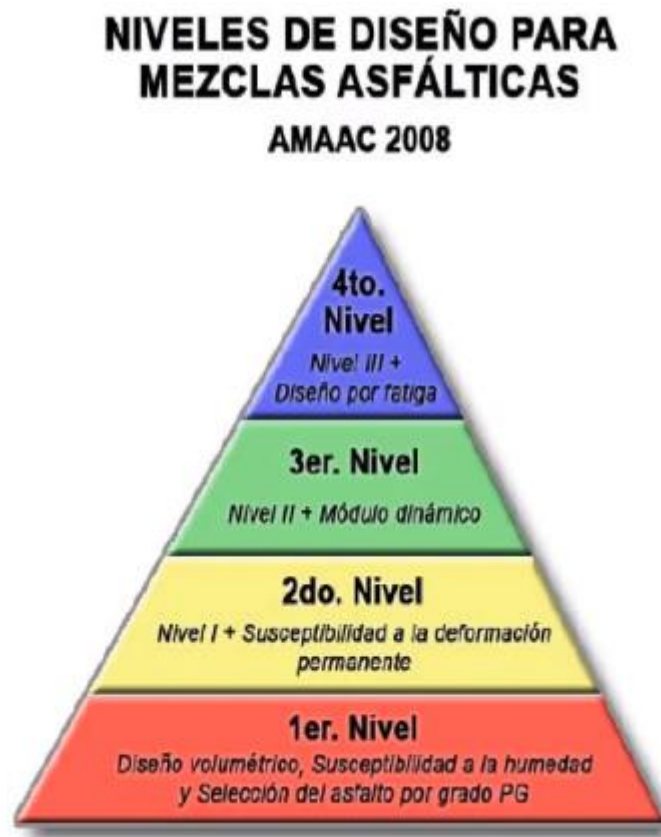 NIVELES DE DISEÑO PARA
MEZCLAS ASFÁLTICAS
AMAAC 2008
4to.
Nivel
Nivel III +
Diseño por fatiga
3er. Nivel
Nivel II + Módulo dinámico
2do. Nivel
Nivel I + Susceptibilidad a la deformación
permanente
1er. Nivel
Diseño volumétrico, Susceptibilidad a la humedad
y Selección del asfalto por grado PG